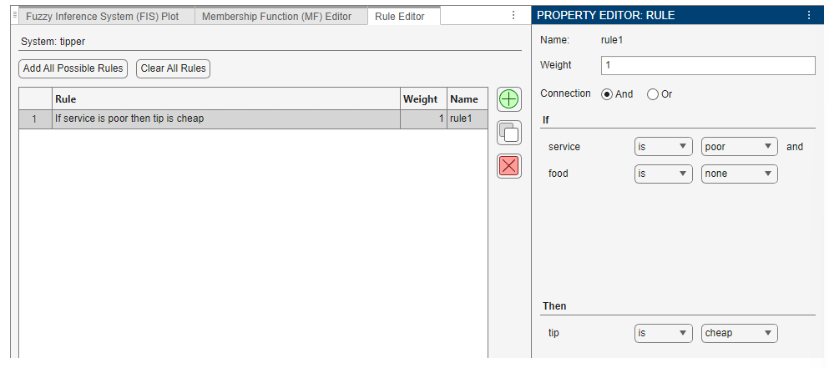 Fuzzy Inference System (FIS) Plot Membership Function (MF) Editor Rule Editor
System: tipper
Add All Possible Rules Clear All Rules
Rule Weight Name
1 If service is poor then tip is cheap 1 rule1
PROPERTY EDITOR: RULE
Name: rule1
Weight 1
Connection And Or
If
service is poor and
food is none
Then
tip is cheap